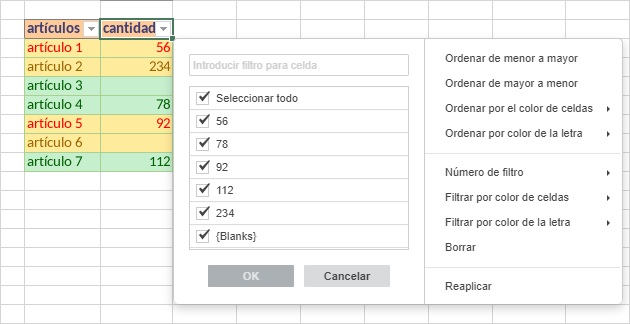 artículos cantidad
artículo 1 56
artículo 2 234
artículo 3
artículo 4 78
artículo 5 92
artículo 6
artículo 7 112
Introducir filtro para celda
Seleccionar todo
56
78
92
112
234
{Blanks}
OK Cancelar
Ordenar de menor a mayor
Ordenar de mayor a menor
Ordenar por el color de celdas
Ordenar por color de la letra
Número de filtro
Filtrar por color de celdas
Filtrar por color de la letra
Borrar
Reaplicar